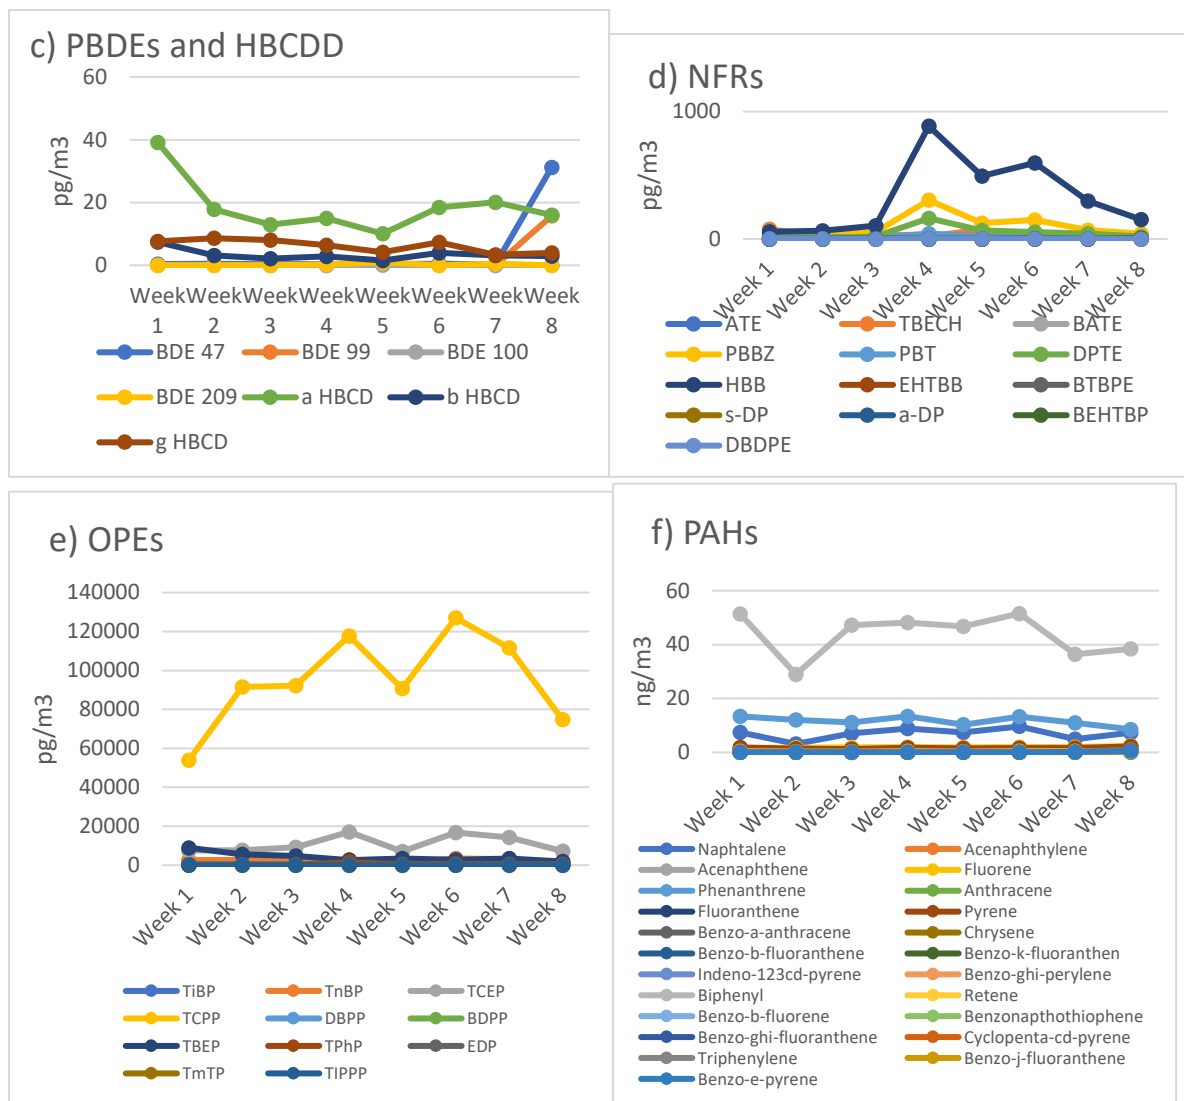 c) PBDEs and HBCDD
60
40
20
0
pg/m3
Week Week Week Week Week Week Week Week
1 2 3 4 5 6 7 8
BDE 47 BDE 99 BDE 100
BDE 209 a HBCD b HBCD
g HBCD
d) NFRs
1000
0
pg/m3
Week 1 Week 2 Week 3 Week 4 Week 5 Week 6 Week 7 Week 8
ATE TBECH BATE
PBBZ PBT DPTE
HBB EHTBB BTBPE
s-DP a-DP BEHTBP
DBDPE
e) OPEs
140000
120000
100000
80000
60000
40000
20000
0
pg/m3
Week 1 Week 2 Week 3 Week 4 Week 5 Week 6 Week 7 Week 8
TiBP TnBP TCEP
TCPP DBPP BDPP
TBEP TPhP EDP
TmTP TIPPP
f) PAHs
60
40
20
0
ng/m3
Week 1 Week 2 Week 3 Week 4 Week 5 Week 6 Week 7 Week 8
Naphtalene Acenaphthylene
Acenaphthene Fluorene
Phenanthrene Anthracene
Fluoranthene Pyrene
Benzo-a-anthracene Chrysene
Benzo-b-fluoranthene Benzo-k-fluoranthen
Indeno-123cd-pyrene Benzo-ghi-perylene
Biphenyl Retene
Benzo-b-fluorene Benzonapthothiophene
Benzo-ghi-fluoranthene Cyclopenta-cd-pyrene
Triphenylene Benzo-j-fluoranthene
Benzo-e-pyrene